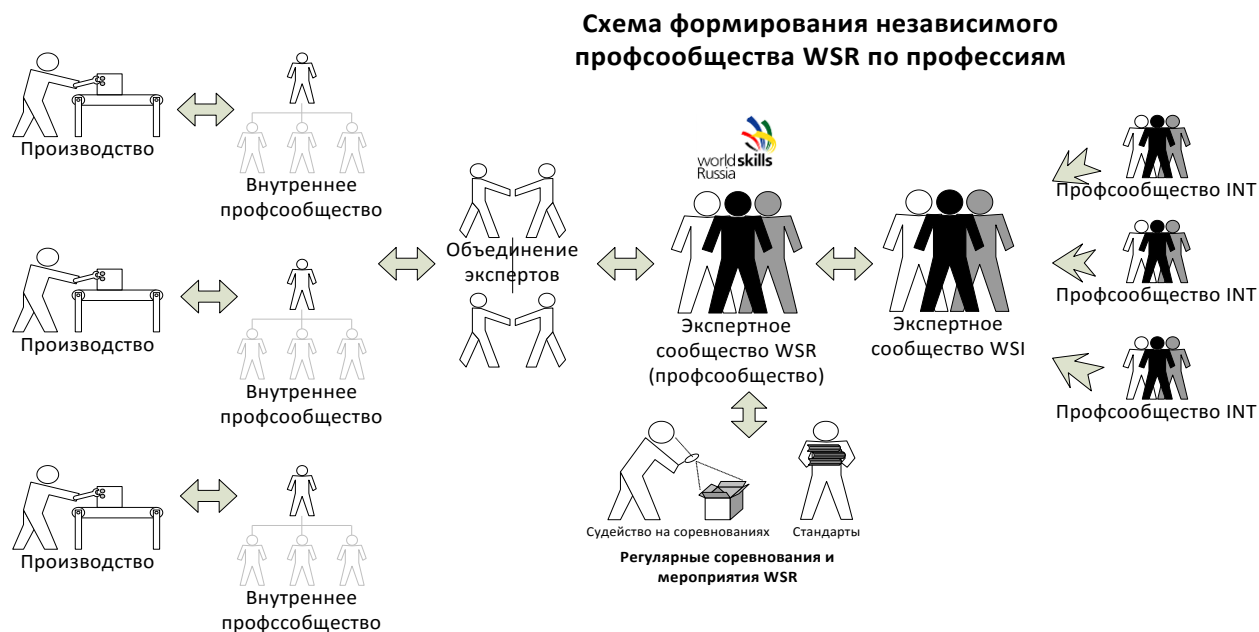 Схема формирования независимого
профсообщества WSR по профессиям
Производство
Внутреннее
профсообщество
Производство
Внутреннее
профсообщество
Производство
Внутреннее
профссобщество
Объединение
экспертов
world skills
Russia
Экспертное
сообщество WSR
(профсообщество)
Экспертное
сообщество WSI
Профсообщество INT
Профсообщество INT
Профсообщество INT
Судейство на соревнованиях
Стандарты
Регулярные соревнования и
мероприятия WSR